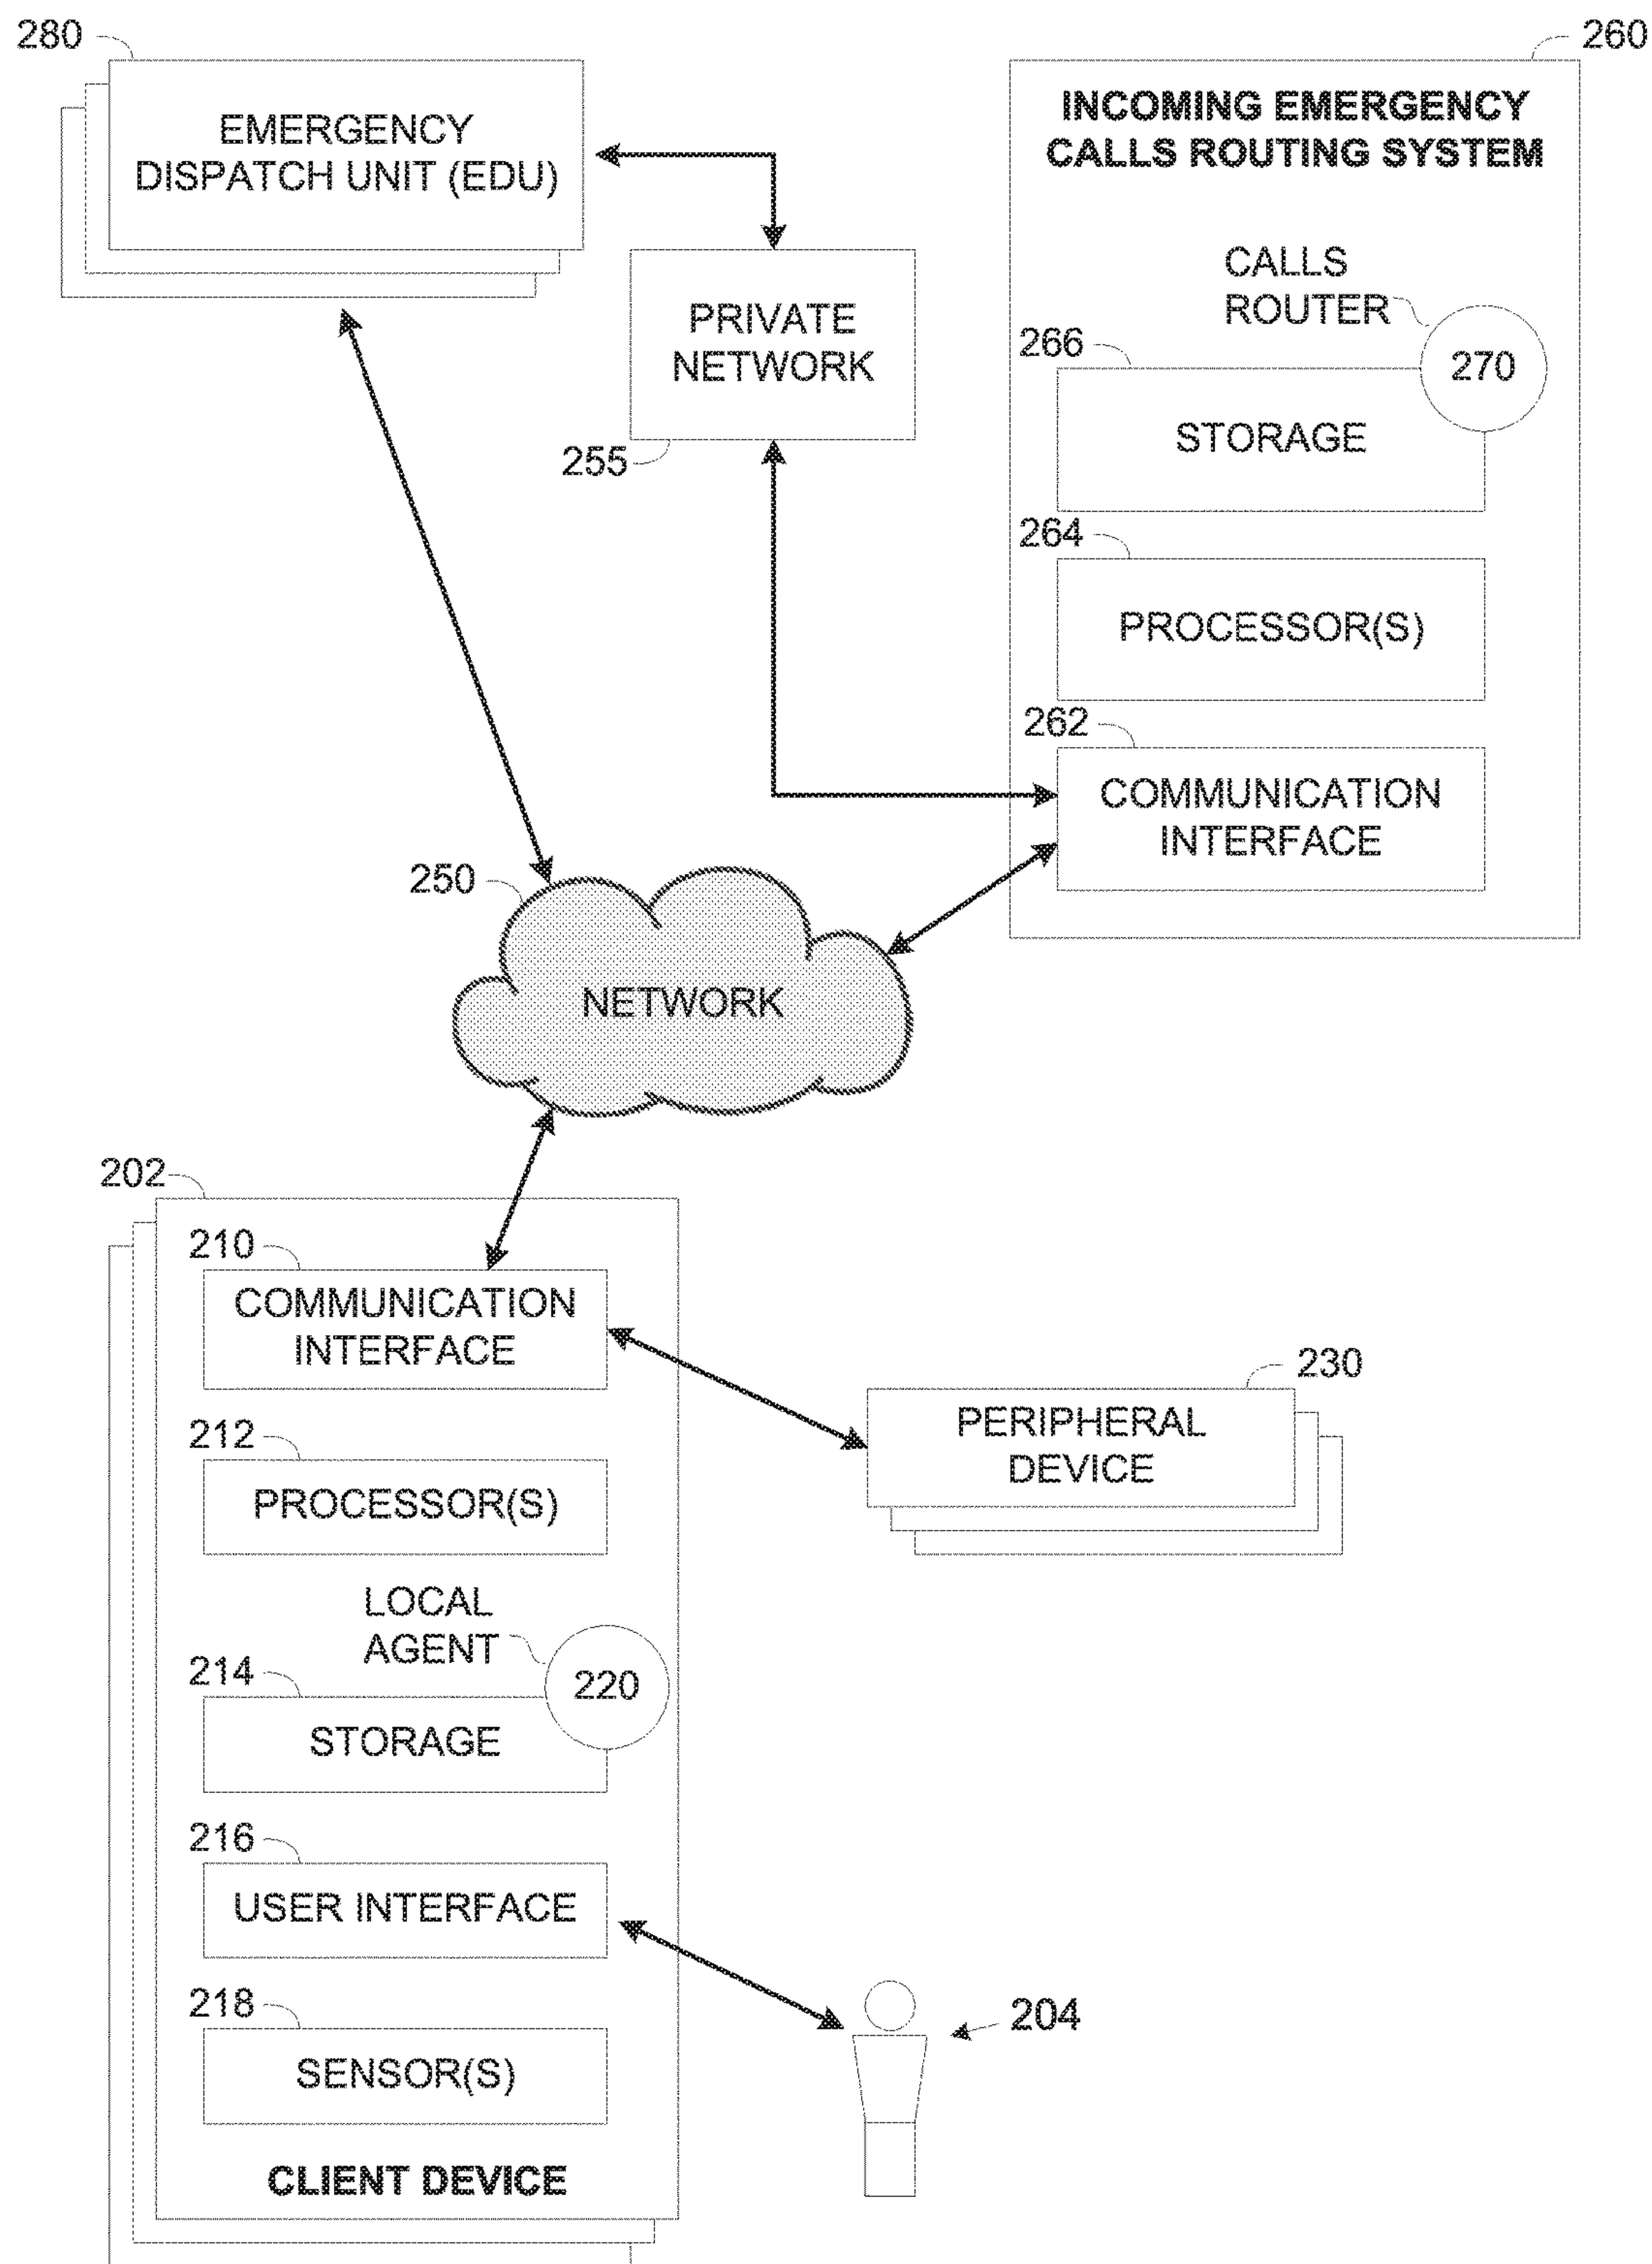 280
EMERGENCY
DISPATCH UNIT (EDU)
260
INCOMING EMERGENCY
CALLS ROUTING SYSTEM
PRIVATE
NETWORK
255
CALLS
ROUTER
270
266
STORAGE
264
PROCESSOR(S)
262
COMMUNICATION
INTERFACE
250
NETWORK
202
210
COMMUNICATION
INTERFACE
230
PERIPHERAL
DEVICE
212
PROCESSOR(S)
LOCAL
AGENT
220
214
STORAGE
216
USER INTERFACE
204
218
SENSOR(S)
CLIENT DEVICE